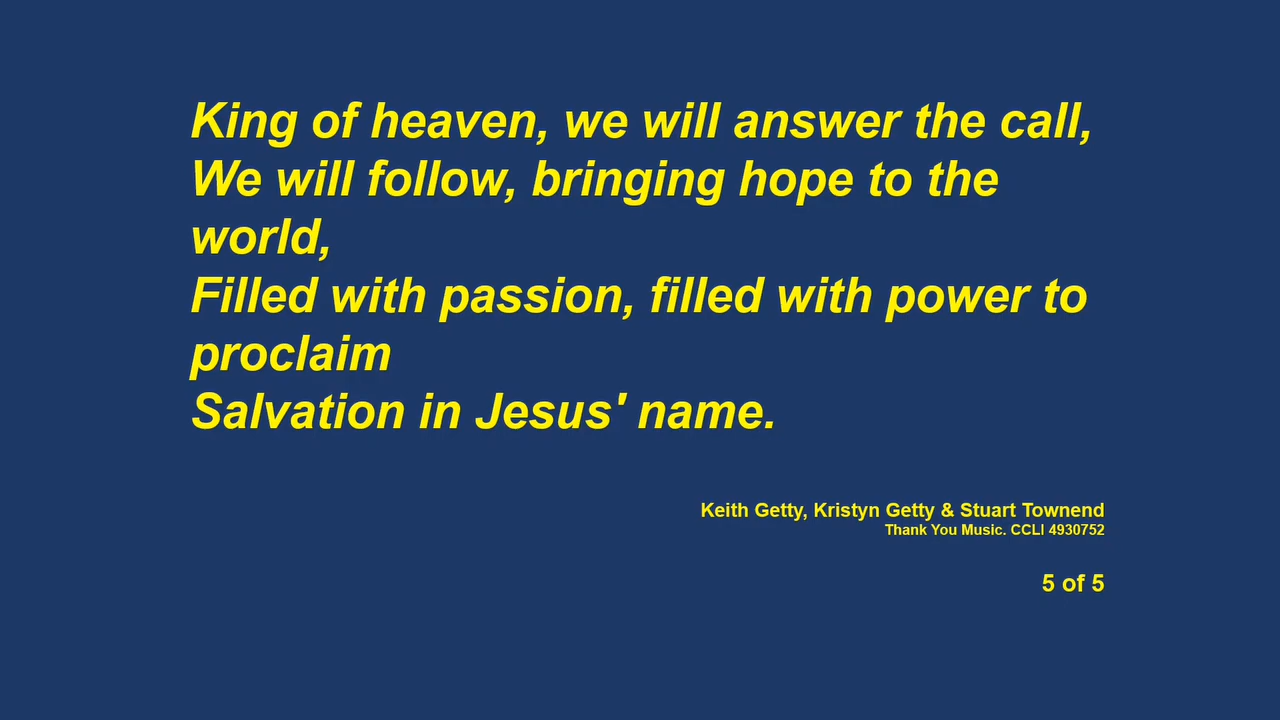 King of heaven, we will answer the call,
We will follow, bringing hope to the
world,
Filled with passion, filled with power to
proclaim
Salvation in Jesus' name.
Keith Getty, Kristyn Getty & Stuart Townend
Thank You Music. CCLI 4930752
5 of 5